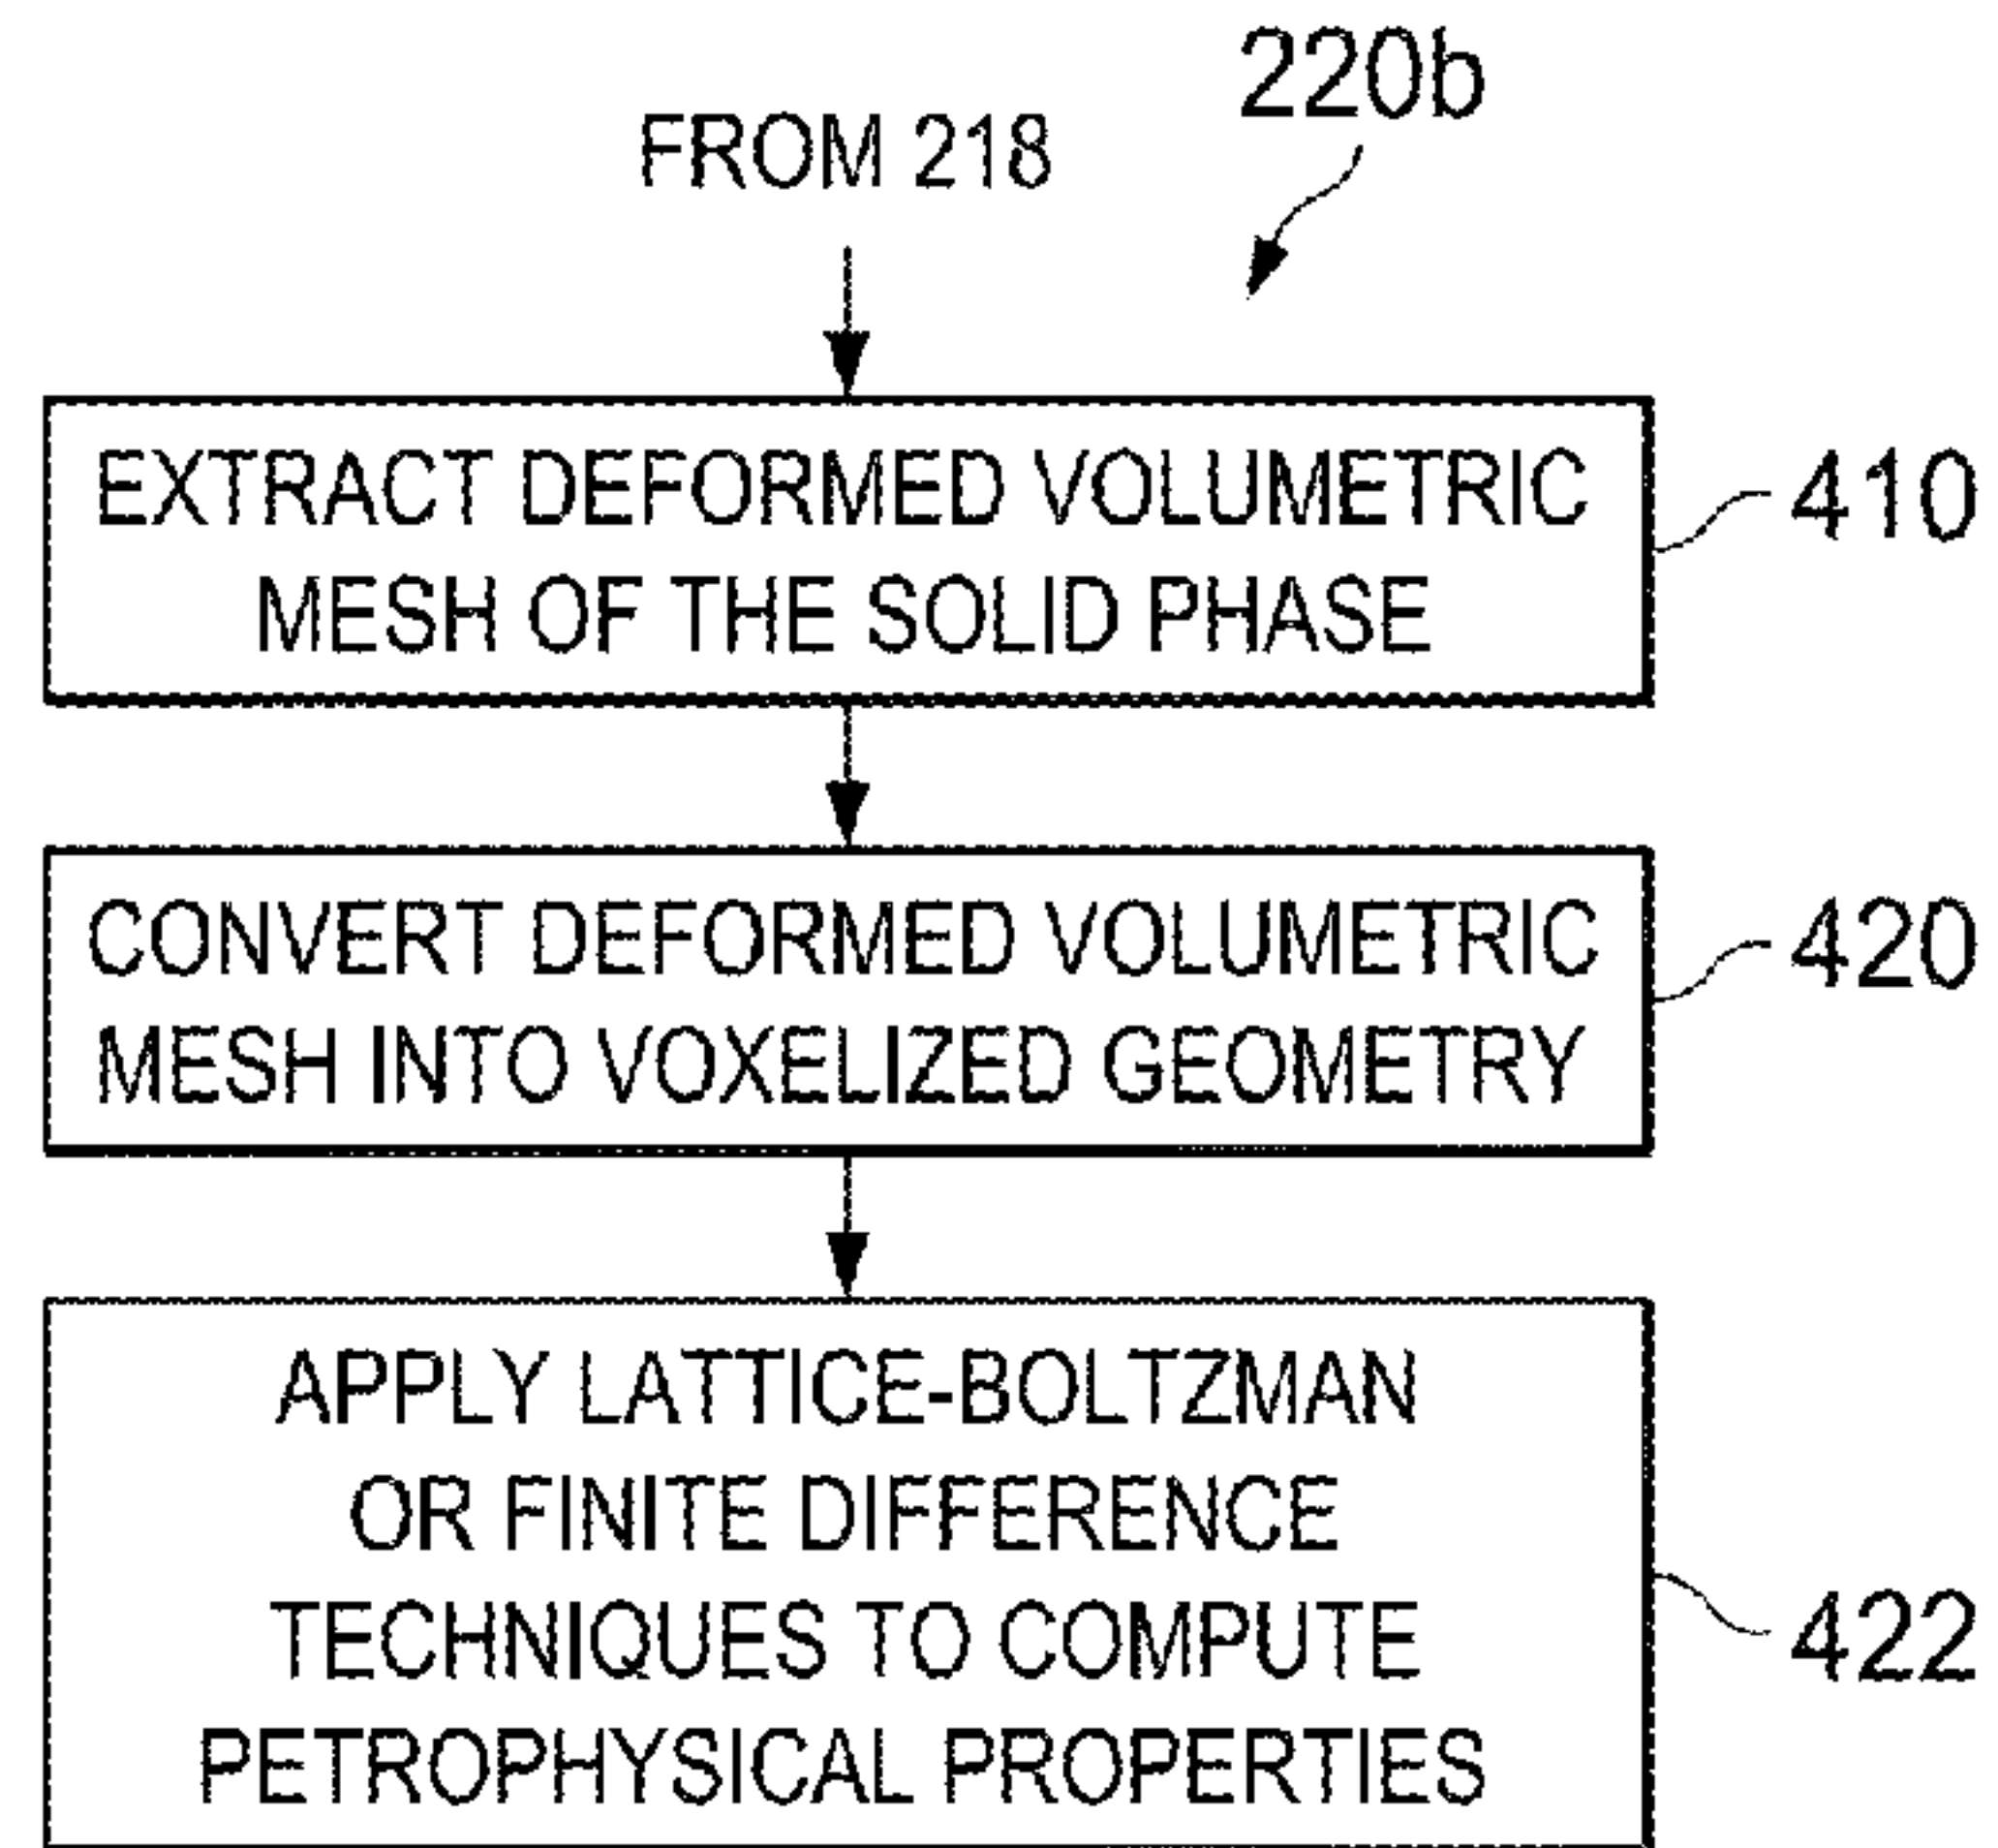 220b
FROM 218
EXTRACT DEFORMED VOLUMETRIC
MESH OF THE SOLID PHASE
410
CONVERT DEFORMED VOLUMETRIC
MESH INTO VOXELIZED GEOMETRY
420
APPLY LATTICE-BOLTZMAN
OR FINITE DIFFERENCE
TECHNIQUES TO COMPUTE
PETROPHYSICAL PROPERTIES
422